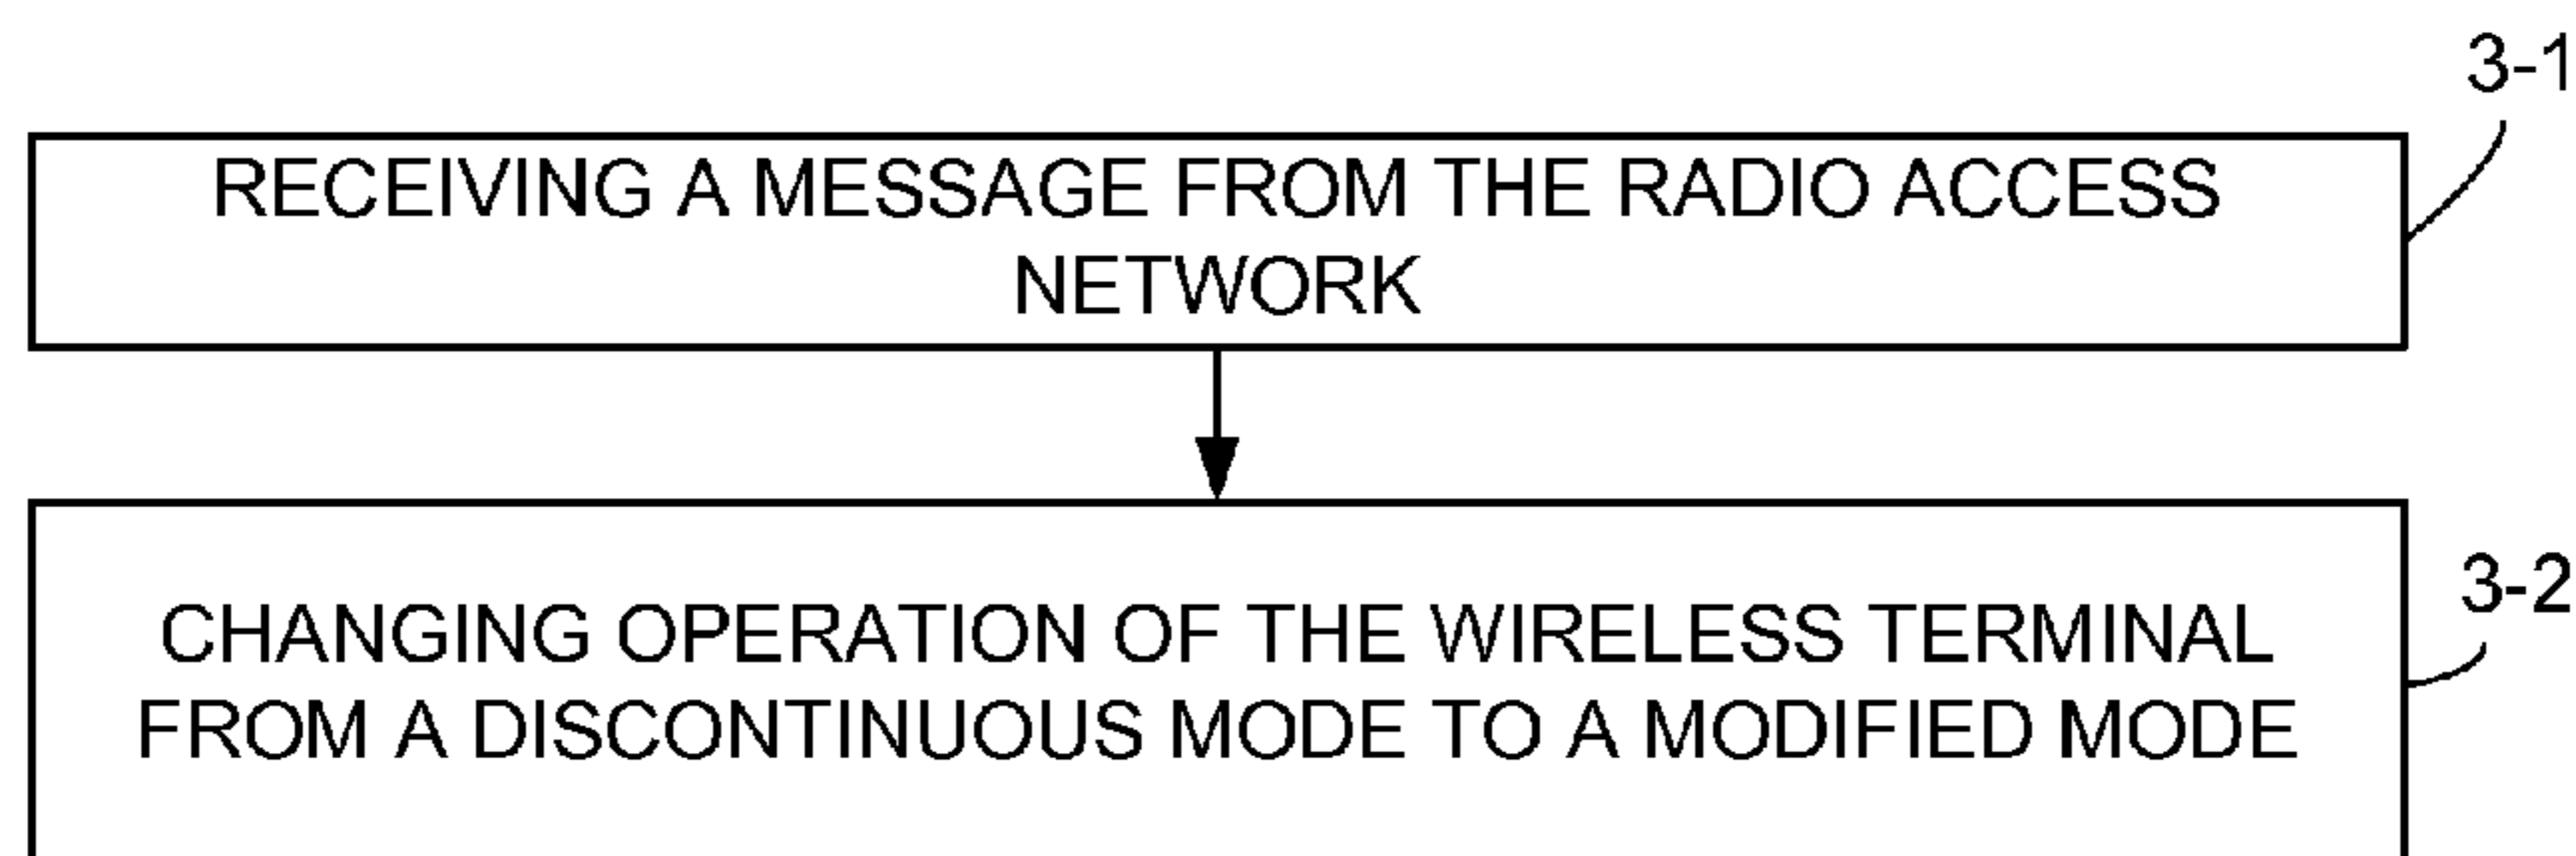 3-1
RECEIVING A MESSAGE FROM THE RADIO ACCESS
NETWORK
3-2
CHANGING OPERATION OF THE WIRELESS TERMINAL
FROM A DISCONTINUOUS MODE TO A MODIFIED MODE